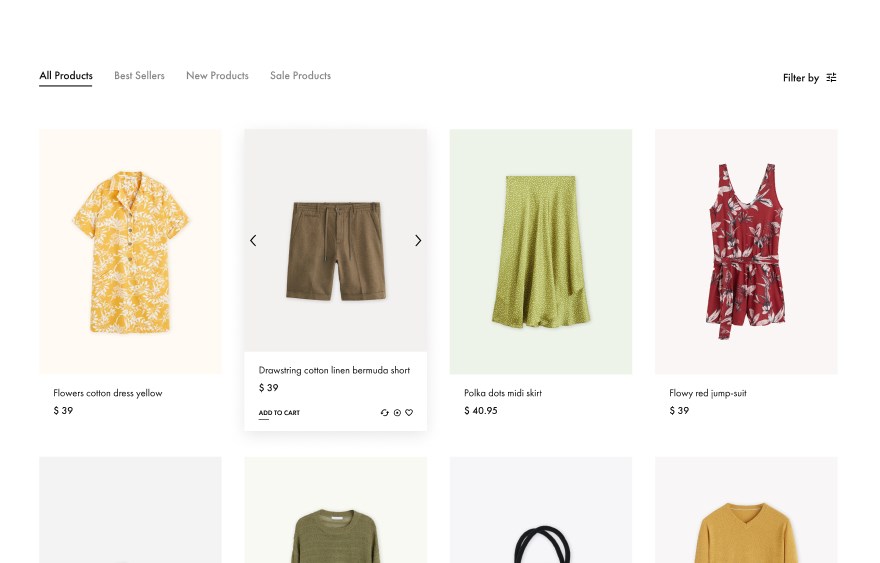 All Products
Best Sellers
New Products
Sale Products
Filter by
Flowers cotton dress yellow
$ 39
Drawstring cotton linen bermuda short
$ 39
ADD TO CART
Polka dots midi skirt
$ 40.95
Flowy red jump-suit
$ 39